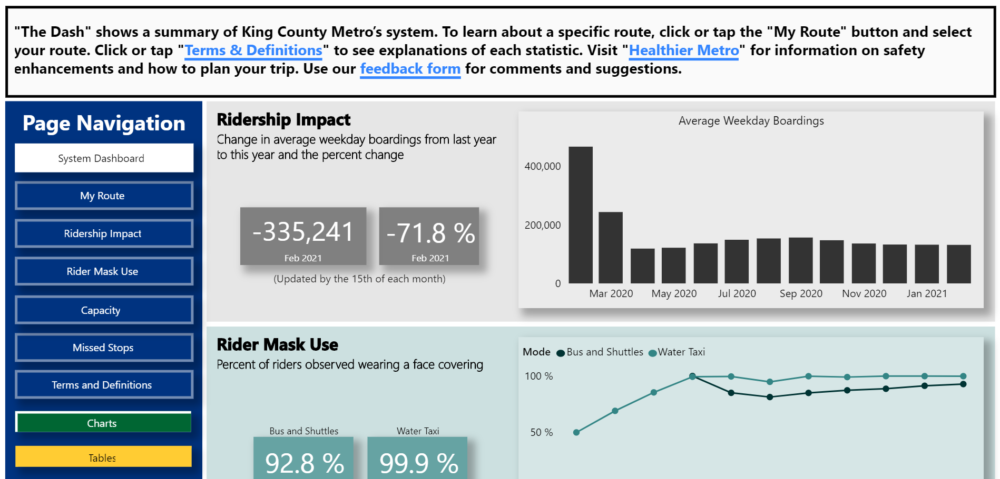 "The Dash" shows a summary of King County Metro’s system. To learn about a specific route, click or tap the "My Route" button and select
your route. Click or tap "Terms & Definitions" to see explanations of each statistic. Visit "Healthier Metro" for information on safety
enhancements and how to plan your trip. Use our feedback form for comments and suggestions.
Page Navigation
System Dashboard
My Route
Ridership Impact
Rider Mask Use
Capacity
Missed Stops
Terms and Definitions
Charts
Tables
Ridership Impact
Change in average weekday boardings from last year
to this year and the percent change
-335,241
Feb 2021
-71.8 %
Feb 2021
(Updated by the 15th of each month)
Average Weekday Boardings
400,000
200,000
0
Mar 2020 May 2020 Jul 2020 Sep 2020 Nov 2020 Jan 2021
Rider Mask Use
Percent of riders observed wearing a face covering
Bus and Shuttles
92.8 %
Water Taxi
99.9 %
Mode Bus and Shuttles Water Taxi
100 %
50 %